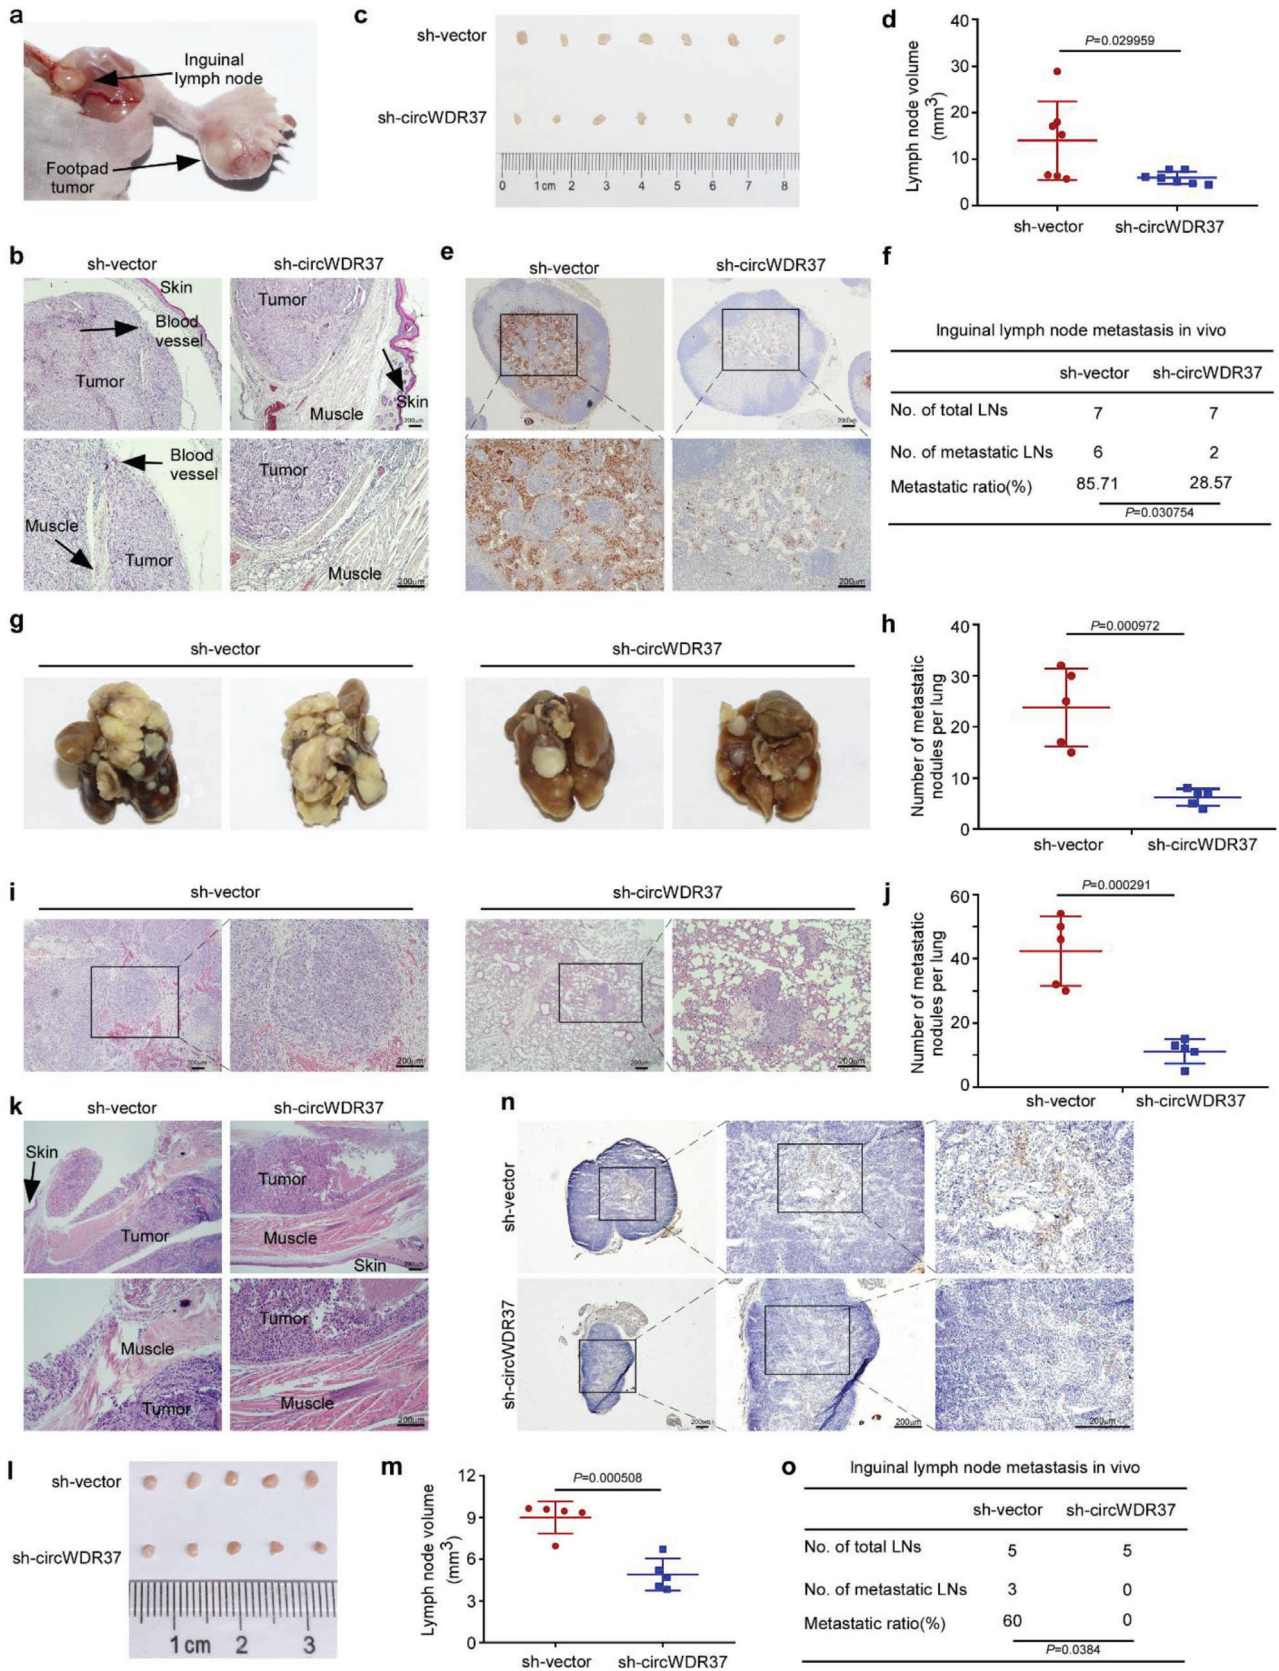 a
Inguinal
lymph node
Footpad
tumor
c
sh-vector
sh-circWDR37
0 1cm 2 3 4 5 6 7 8
d
P=0.029959
Lymph node volume
(mm³)
40
30
20
10
0
sh-vector sh-circWDR37
b
sh-vector sh-circWDR37
Skin
Blood
vessel
Tumor
Tumor
Muscle
Skin
200μm
Blood
vessel
Muscle
Tumor
Tumor
Muscle
200μm
e
sh-vector sh-circWDR37
200μm
200μm
f
Inguinal lymph node metastasis in vivo
sh-vector sh-circWDR37
No. of total LNs 7 7
No. of metastatic LNs 6 2
Metastatic ratio(%) 85.71 28.57
P=0.030754
g
sh-vector sh-circWDR37
h
P=0.000972
Number of metastatic
nodules per lung
40
30
20
10
0
sh-vector sh-circWDR37
i
sh-vector sh-circWDR37
200μm
200μm
200μm
200μm
j
P=0.000291
Number of metastatic
nodules per lung
60
40
20
0
sh-vector sh-circWDR37
k
sh-vector sh-circWDR37
Skin
Tumor
Tumor
Muscle
Skin
200μm
Muscle
Tumor
Tumor
Muscle
200μm
n
sh-vector
sh-circWDR37
200μm
200μm
200μm
l
sh-vector
sh-circWDR37
1 cm 2 3
m
P=0.000508
Lymph node volume
(mm³)
12
9
6
3
0
sh-vector sh-circWDR37
o
Inguinal lymph node metastasis in vivo
sh-vector sh-circWDR37
No. of total LNs 5 5
No. of metastatic LNs 3 0
Metastatic ratio(%) 60 0
P=0.0384